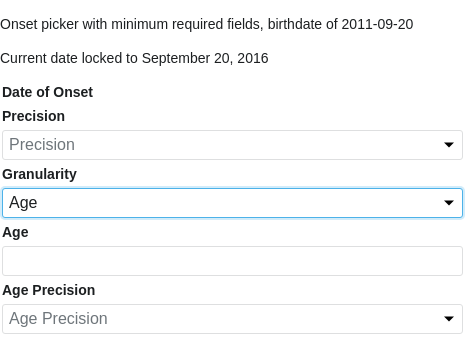 Onset picker with minimum required fields, birthdate of 2011-09-20
Current date locked to September 20, 2016
Date of Onset
Precision
Precision
Granularity
Age
Age
Age Precision
Age Precision